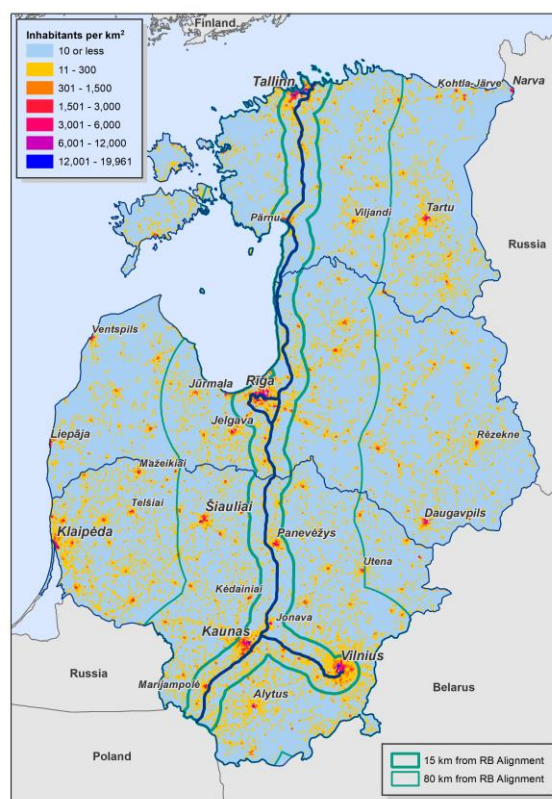 Inhabitants per km²
10 or less
11 - 300
301 - 1,500
1,501 - 3,000
3,001 - 6,000
6,001 - 12,000
12,001 - 19,961
Finland
Tallinn
Kohtla-Järve
Narva
Pärnu
Viljandi
Tartu
Russia
Ventspils
Jūrmala
Rīga
Jelgava
Liepāja
Rēzekne
Mažeikiai
Telšiai
Šiauliai
Daugavpils
Klaipėda
Panevėžys
Utena
Kėdainiai
Jonava
Kaunas
Vilnius
Russia
Marijampolė
Alytus
Belarus
Poland
15 km from RB Alignment
80 km from RB Alignment